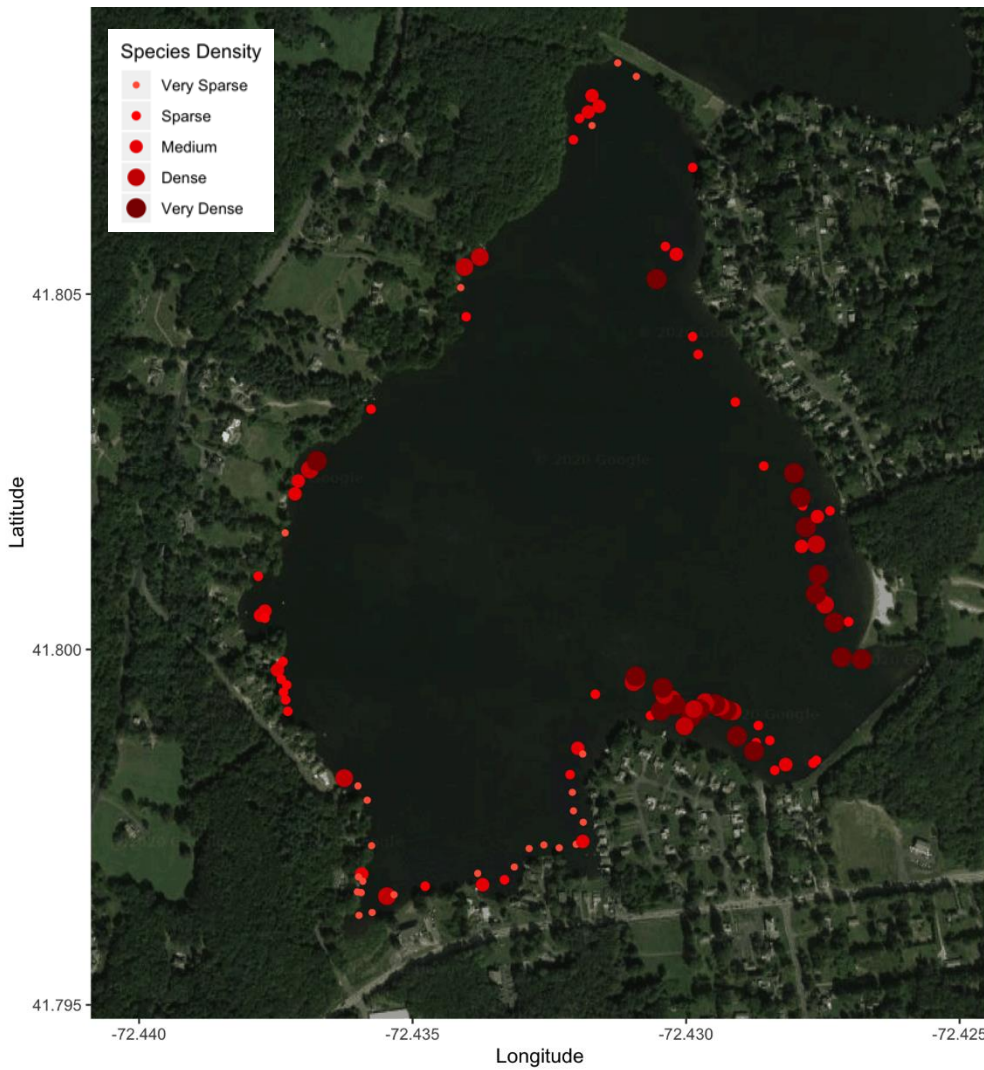 Species Density
Very Sparse
Sparse
Medium
Dense
Very Dense
41.805
41.800
41.795
Latitude
© 2020 Google
-72.440
-72.435
-72.430
-72.425
Longitude